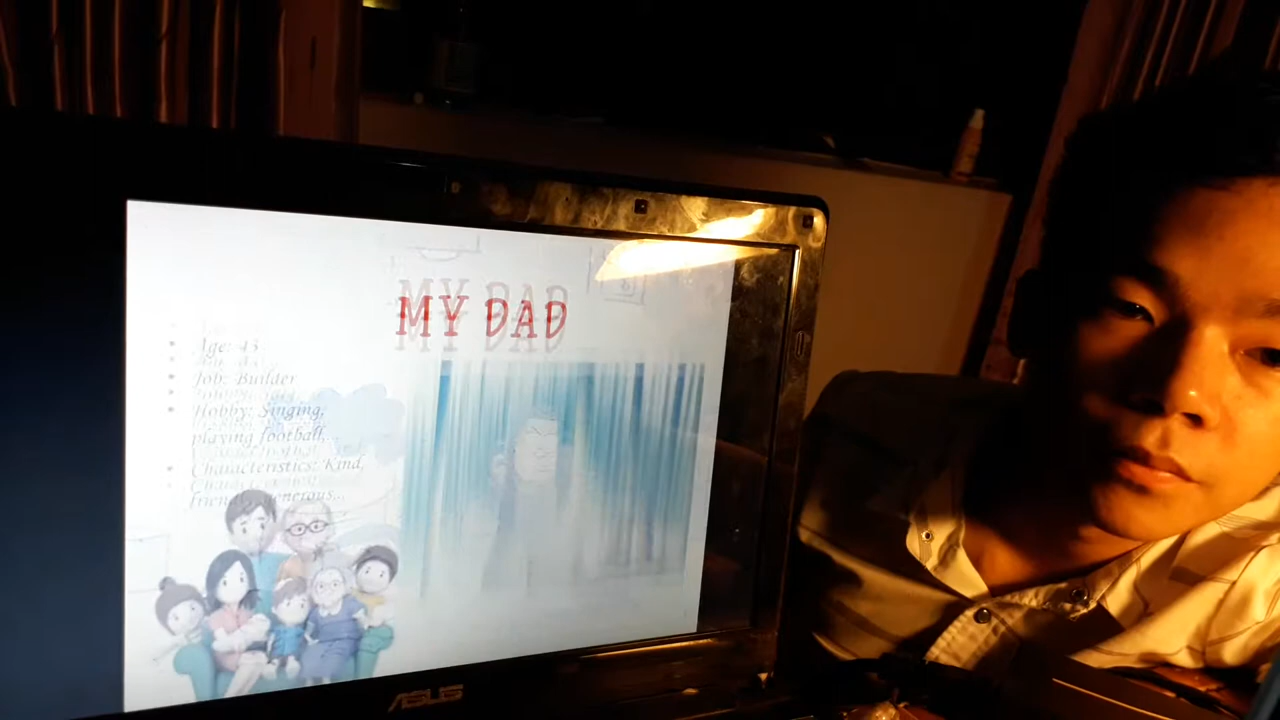 MY DAD
Age: 43
Job: Builder
Hobby: Singing,
playing football,...
Characteristics: Kind,
friendly, generous...
ASUS